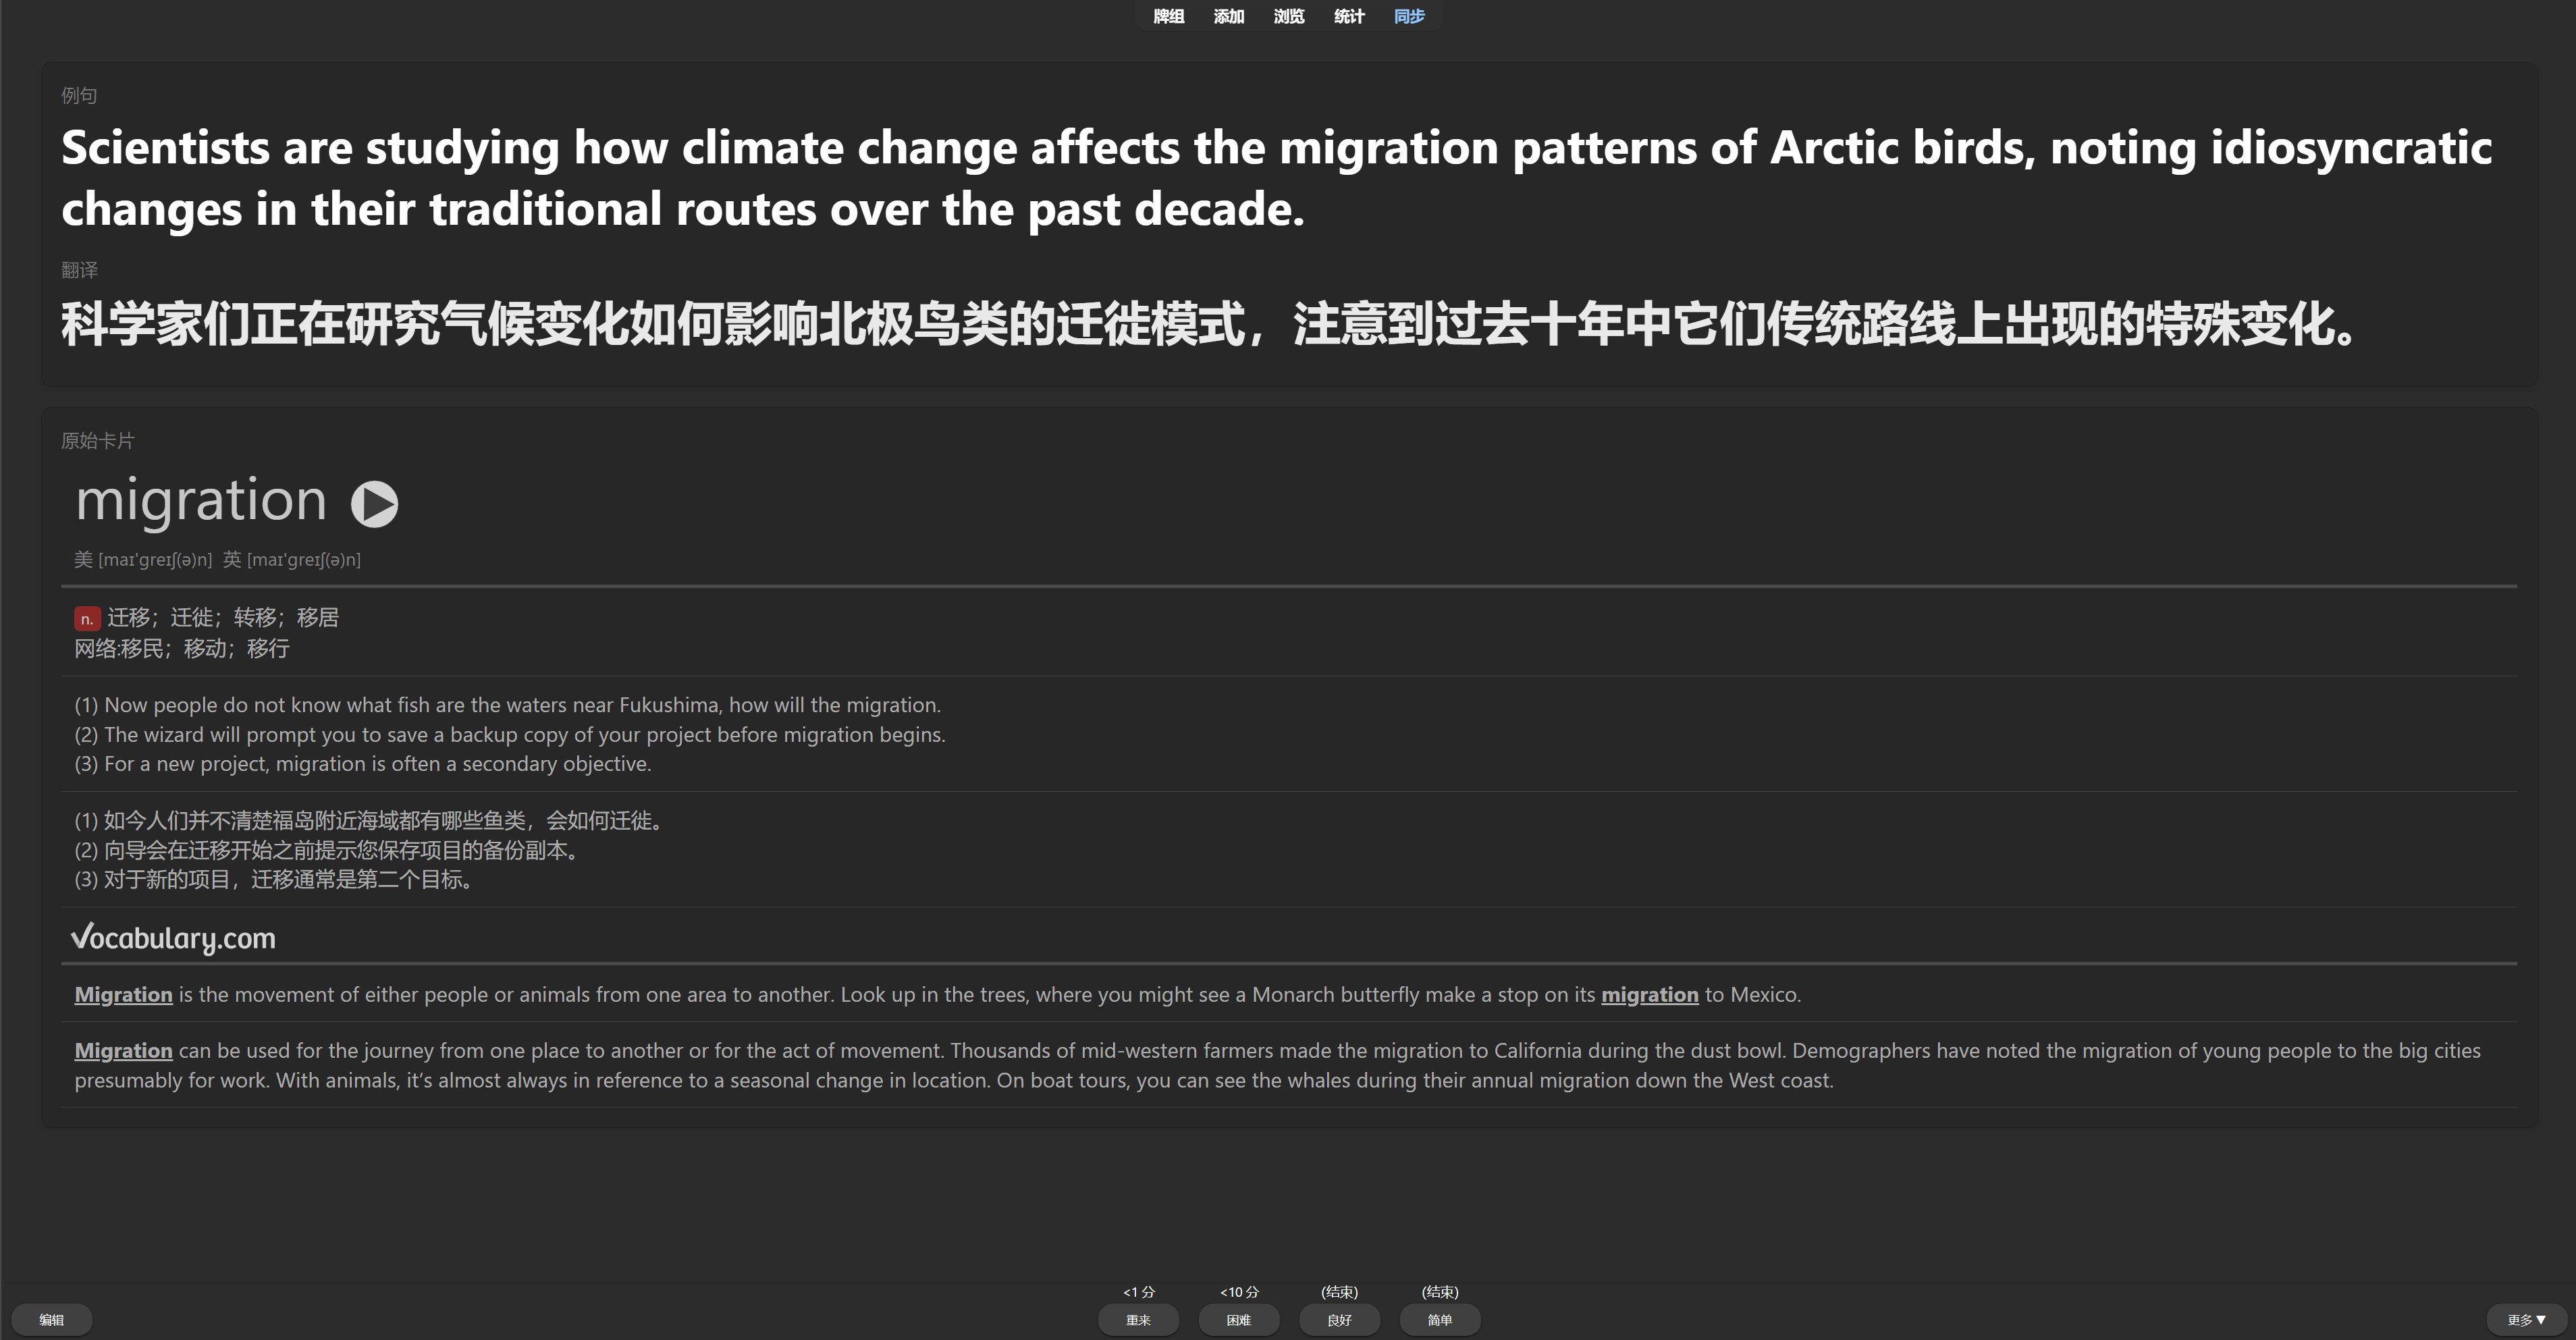 牌组 添加 浏览 统计 同步
例句
Scientists are studying how climate change affects the migration patterns of Arctic birds, noting idiosyncratic
changes in their traditional routes over the past decade.
翻译
科学家们正在研究气候变化如何影响北极鸟类的迁徙模式，注意到过去十年中它们传统路线上出现的特殊变化。
原始卡片
migration
美 [maɪ'ɡreɪʃ(ə)n] 英 [maɪ'ɡreɪʃ(ə)n]
n. 迁移；迁徙；转移；移居
网络:移民；移动；移行
(1) Now people do not know what fish are the waters near Fukushima, how will the migration.
(2) The wizard will prompt you to save a backup copy of your project before migration begins.
(3) For a new project, migration is often a secondary objective.
(1) 如今人们并不清楚福岛附近海域都有哪些鱼类，会如何迁徙。
(2) 向导会在迁移开始之前提示您保存项目的备份副本。
(3) 对于新的项目，迁移通常是第二个目标。
Vocabulary.com
Migration is the movement of either people or animals from one area to another. Look up in the trees, where you might see a Monarch butterfly make a stop on its migration to Mexico.
Migration can be used for the journey from one place to another or for the act of movement. Thousands of mid-western farmers made the migration to California during the dust bowl. Demographers have noted the migration of young people to the big cities
presumably for work. With animals, it’s almost always in reference to a seasonal change in location. On boat tours, you can see the whales during their annual migration down the West coast.
<1 分 <10 分 (结束) (结束)
编辑 重来 困难 良好 简单 更多 ▼